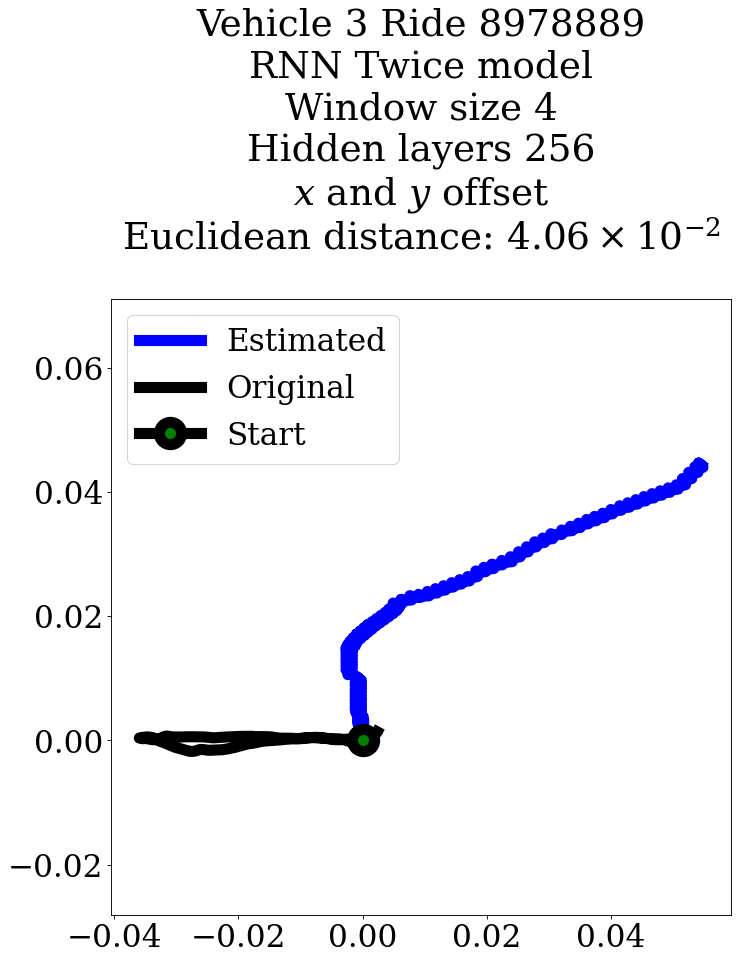 Vehicle 3 Ride 8978889
RNN Twice model
Window size 4
Hidden layers 256
x and y offset
Euclidean distance: 4.06 × 10⁻²
Estimated
Original
Start
0.06
0.04
0.02
0.00
−0.02
−0.04 −0.02 0.00 0.02 0.04